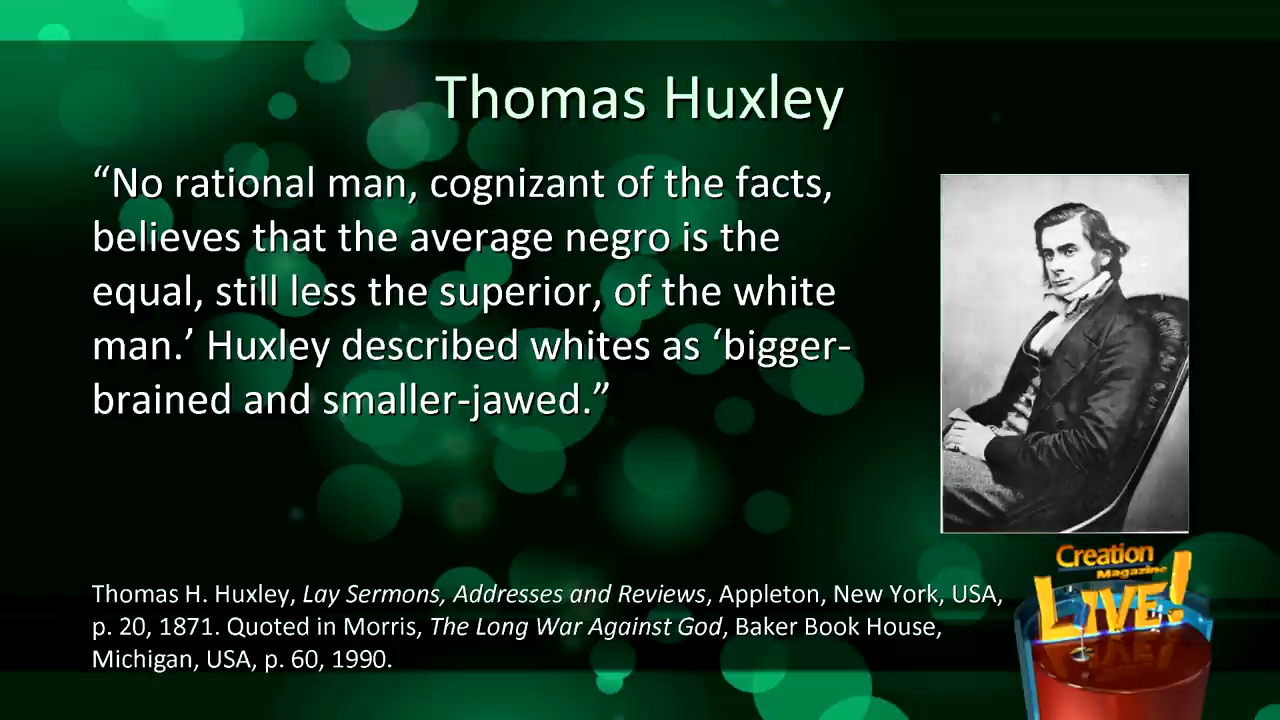 Thomas Huxley
“No rational man, cognizant of the facts,
believes that the average negro is the
equal, still less the superior, of the white
man.’ Huxley described whites as ‘bigger-
brained and smaller-jawed.”
Thomas H. Huxley, Lay Sermons, Addresses and Reviews, Appleton, New York, USA,
p. 20, 1871. Quoted in Morris, The Long War Against God, Baker Book House,
Michigan, USA, p. 60, 1990.
Creation
Magazine
LIVE!